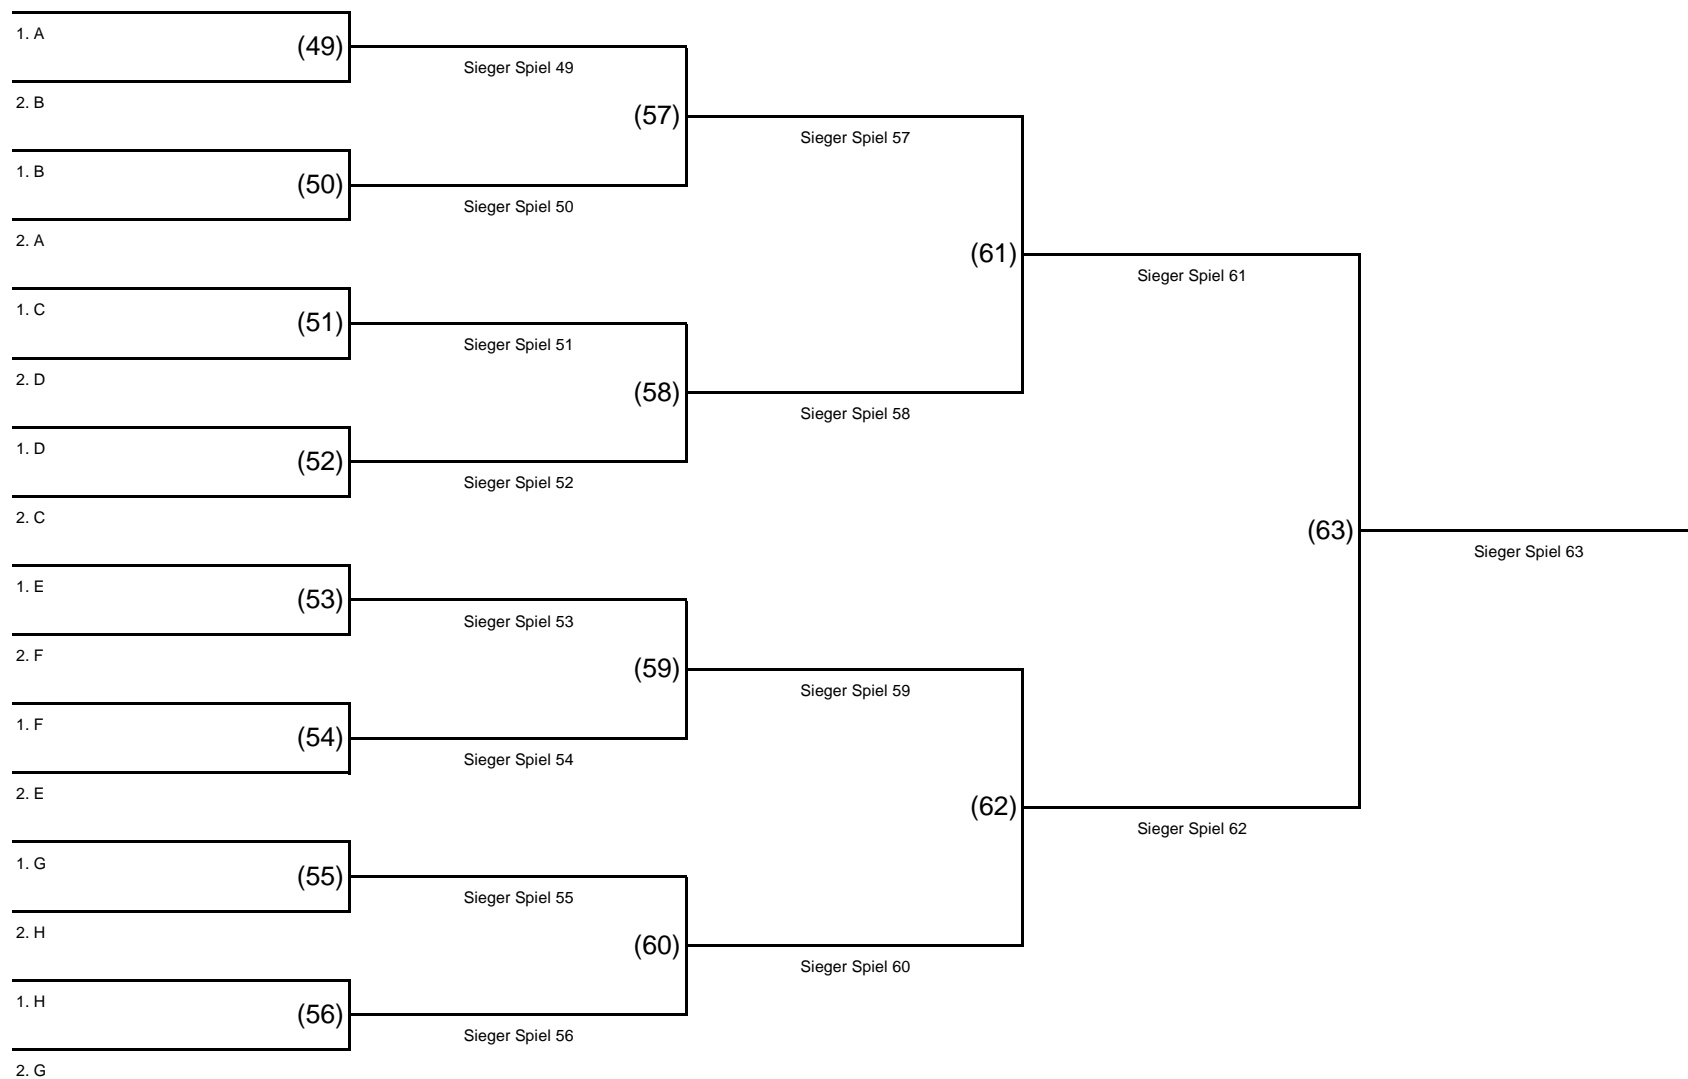 1. A
(49)
2. B
1. B
(50)
2. A
1. C
(51)
2. D
1. D
(52)
2. C
1. E
(53)
2. F
1. F
(54)
2. E
1. G
(55)
2. H
1. H
(56)
2. G
Sieger Spiel 49
(57)
Sieger Spiel 50
Sieger Spiel 51
(58)
Sieger Spiel 52
Sieger Spiel 53
(59)
Sieger Spiel 54
Sieger Spiel 55
(60)
Sieger Spiel 56
Sieger Spiel 57
(61)
Sieger Spiel 58
Sieger Spiel 59
(62)
Sieger Spiel 60
Sieger Spiel 61
(63)
Sieger Spiel 62
Sieger Spiel 63